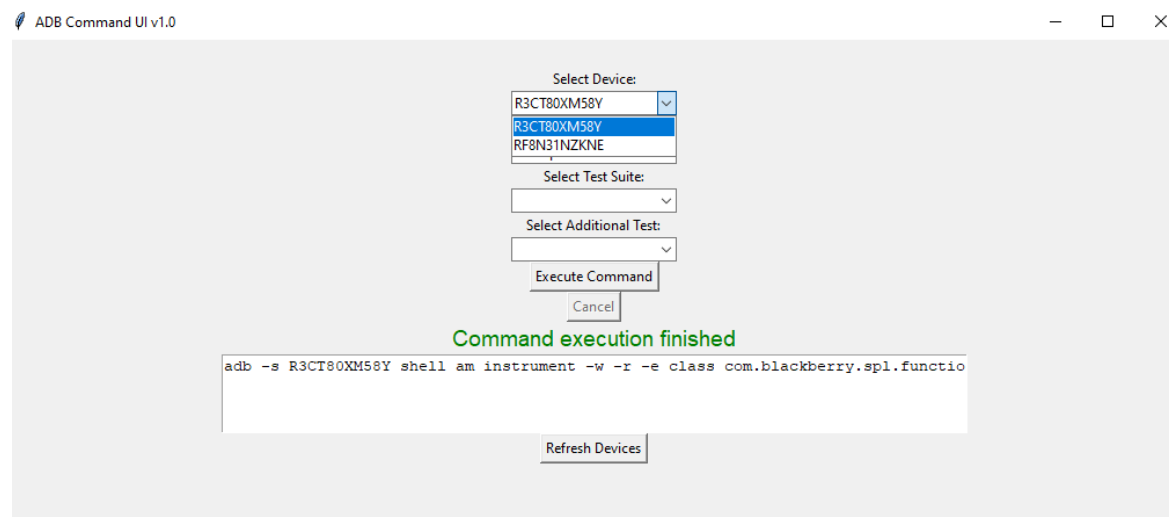 ADB Command UI v1.0
Select Device:
R3CT80XM58Y
R3CT80XM58Y
RF8N31NZKNE
Select Test Suite:
Select Additional Test:
Execute Command
Cancel
Command execution finished
adb -s R3CT80XM58Y shell am instrument -w -r -e class com.blackberry.spl.functio
Refresh Devices